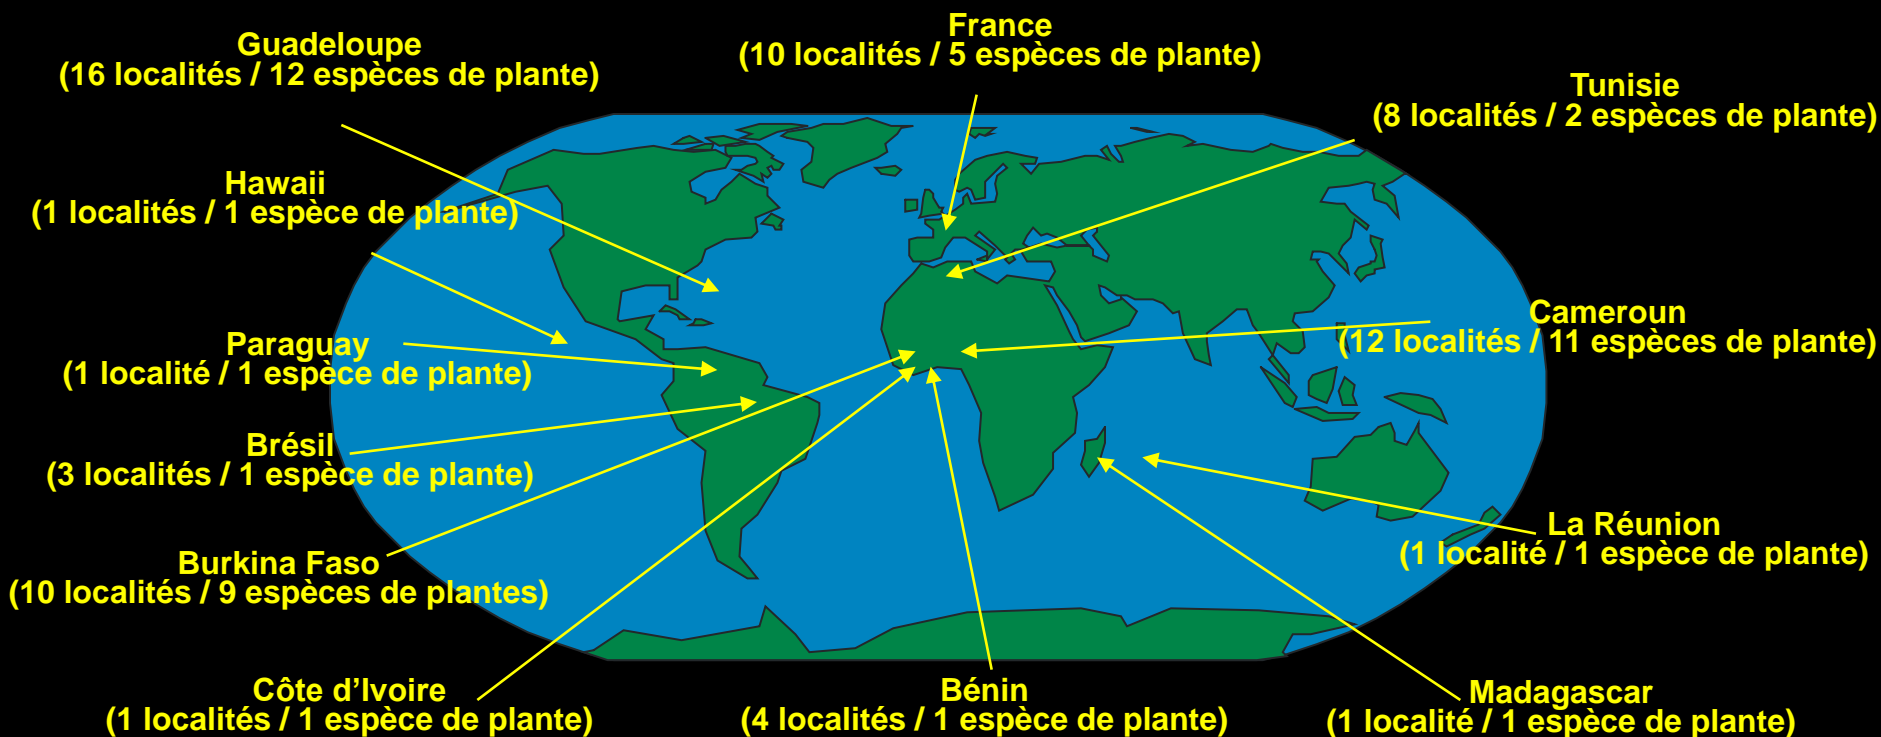 France
(10 localités / 5 espèces de plante)
Guadeloupe
(16 localités / 12 espèces de plante)
Tunisie
(8 localités / 2 espèces de plante)
Hawaii
(1 localités / 1 espèce de plante)
Cameroun
(12 localités / 11 espèces de plante)
Paraguay
(1 localité / 1 espèce de plante)
Brésil
(3 localités / 1 espèce de plante)
La Réunion
(1 localité / 1 espèce de plante)
Burkina Faso
(10 localités / 9 espèces de plantes)
Côte d’Ivoire
(1 localités / 1 espèce de plante)
Bénin
(4 localités / 1 espèce de plante)
Madagascar
(1 localité / 1 espèce de plante)